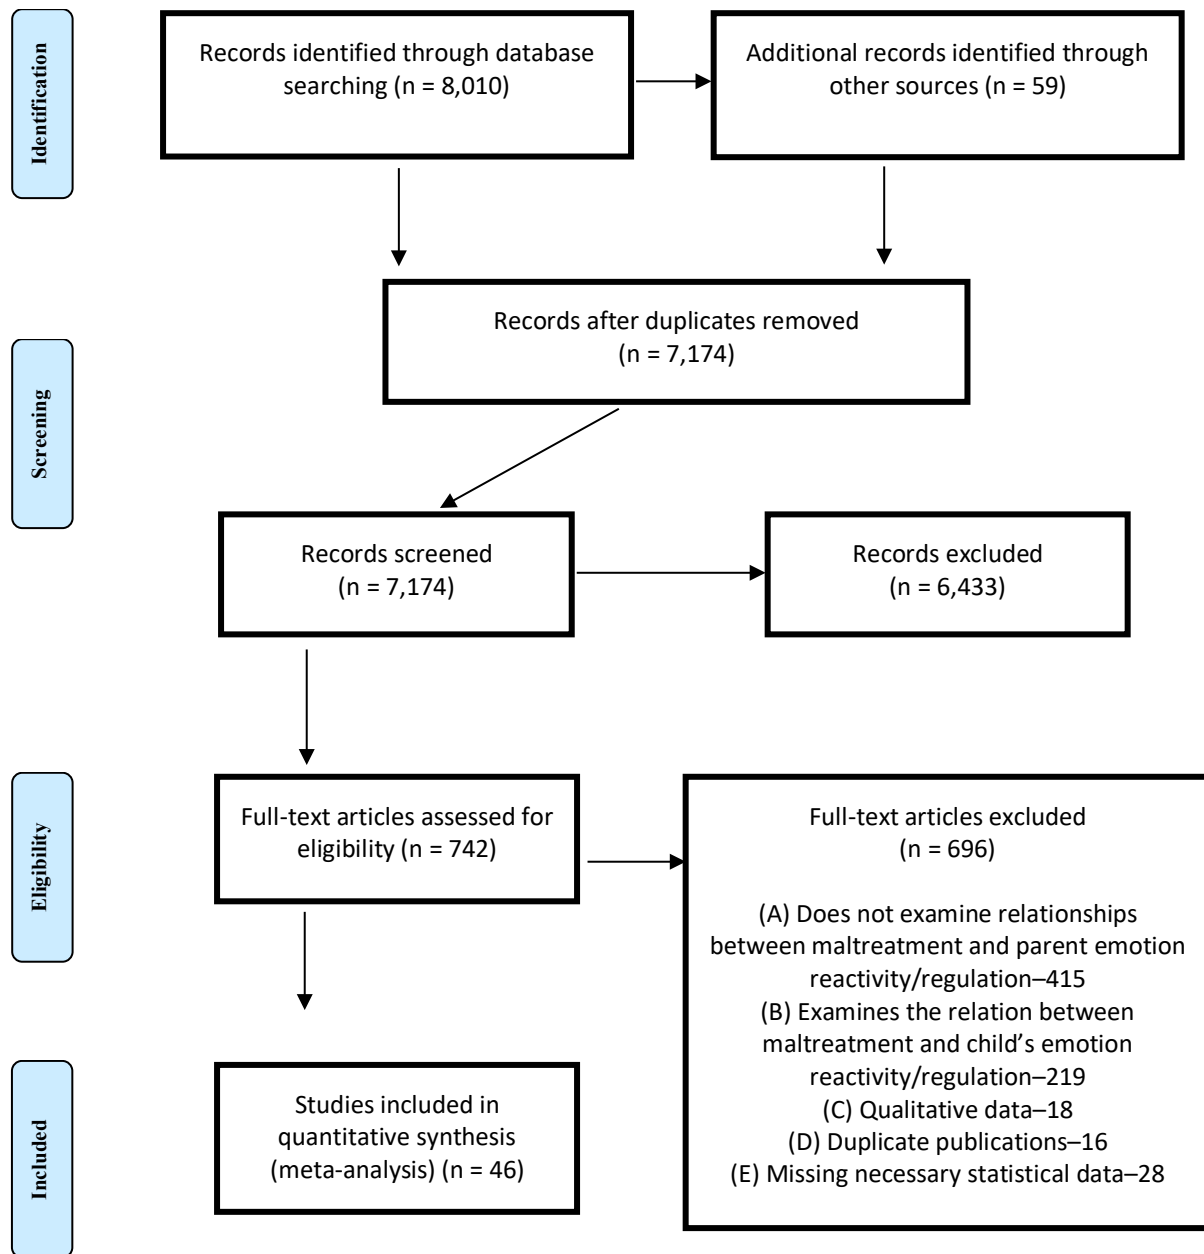 Identification
Records identified through database
searching (n = 8,010)
Additional records identified through
other sources (n = 59)
Screening
Records after duplicates removed
(n = 7,174)
Records screened
(n = 7,174)
Records excluded
(n = 6,433)
Eligibility
Full-text articles assessed for
eligibility (n = 742)
Full-text articles excluded
(n = 696)
(A) Does not examine relationships
between maltreatment and parent emotion
reactivity/regulation–415
(B) Examines the relation between
maltreatment and child’s emotion
reactivity/regulation–219
(C) Qualitative data–18
(D) Duplicate publications–16
(E) Missing necessary statistical data–28
Included
Studies included in
quantitative synthesis
(meta-analysis) (n = 46)